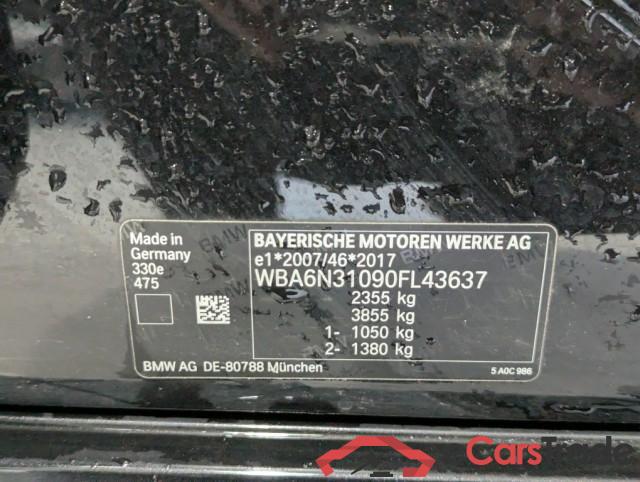 Made in
Germany
330e
475
BAYERISCHE MOTOREN WERKE AG
e1*2007/46*2017
WBA6N31090FL43637
2355 kg
3855 kg
1- 1050 kg
2- 1380 kg
BMW AG DE-80788 München
5 A0C 986
CarsTrade